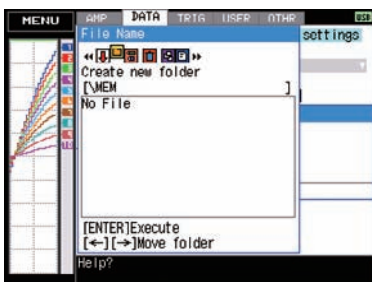 MENU AMP DATA TRIG USER OTHR USB
File Name
settings
Create new folder
[\MEM ]
No File
[ENTER]Execute
[←][→]Move folder
Help?